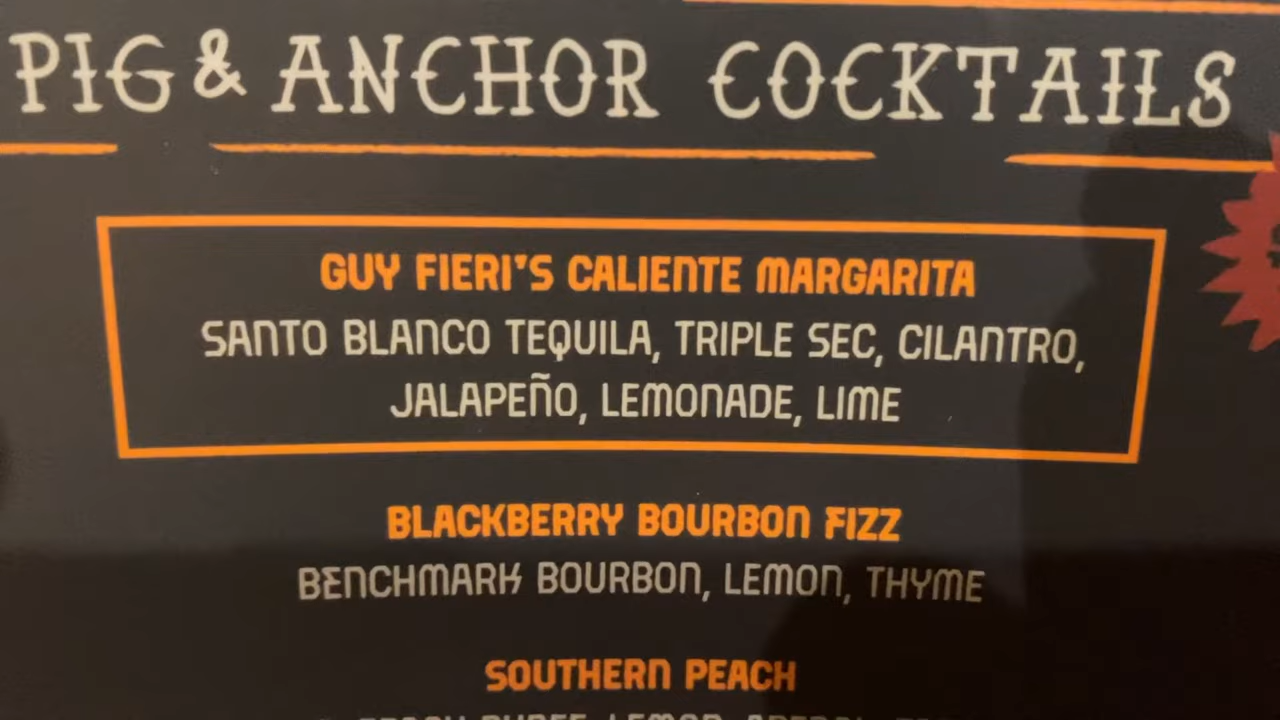 PIG & ANCHOR COCKTAILS
GUY FIERI'S CALIENTE MARGARITA
SANTO BLANCO TEQUILA, TRIPLE SEC, CILANTRO,
JALAPEÑO, LEMONADE, LIME
BLACKBERRY BOURBON FIZZ
BENCHMARK BOURBON, LEMON, THYME
SOUTHERN PEACH